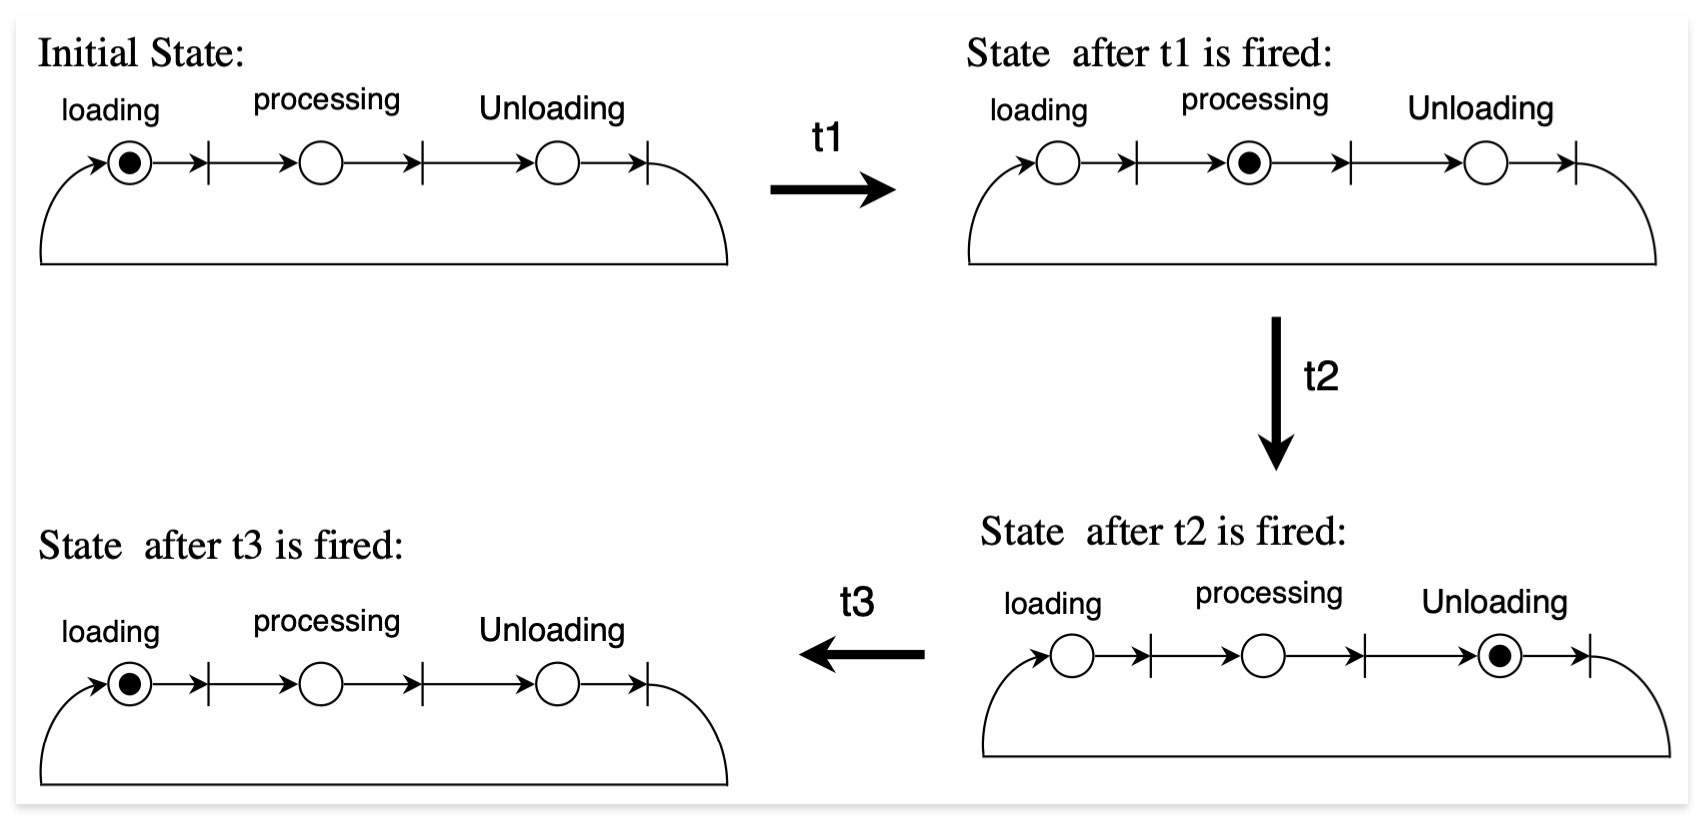 Initial State:
loading
processing
Unloading
t1
State after t1 is fired:
loading
processing
Unloading
t2
State after t2 is fired:
loading
processing
Unloading
t3
State after t3 is fired:
loading
processing
Unloading